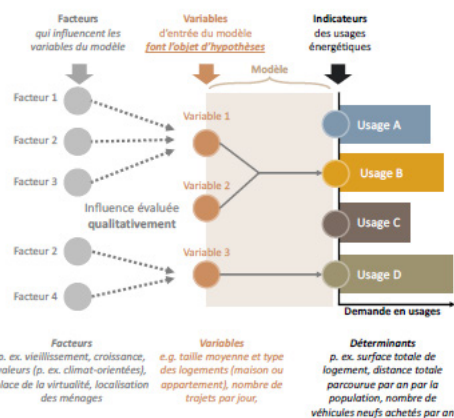 Facteurs
qui influencent les
variables du modèle
Variables
d'entrée du modèle
font l'objet d'hypothèses
Indicateurs
des usages
énergétiques
Modèle
Facteur 1
Facteur 2
Facteur 3
Facteur 2
Facteur 4
Influence évaluée
qualitativement
Variable 1
Variable 2
Variable 3
Usage A
Usage B
Usage C
Usage D
Demande en usages
Facteurs
p. ex. vieillissement, croissance,
valeurs (p. ex. climat-orientées),
place de la virtualité, localisation
des ménages
Variables
e.g. taille moyenne et type
des logements (maison ou
appartement), nombre de
trajets par jour,
Déterminants
p. ex. surface totale de
logement, distance totale
parcourue par an par la
population, nombre de
véhicules neufs achetés par an